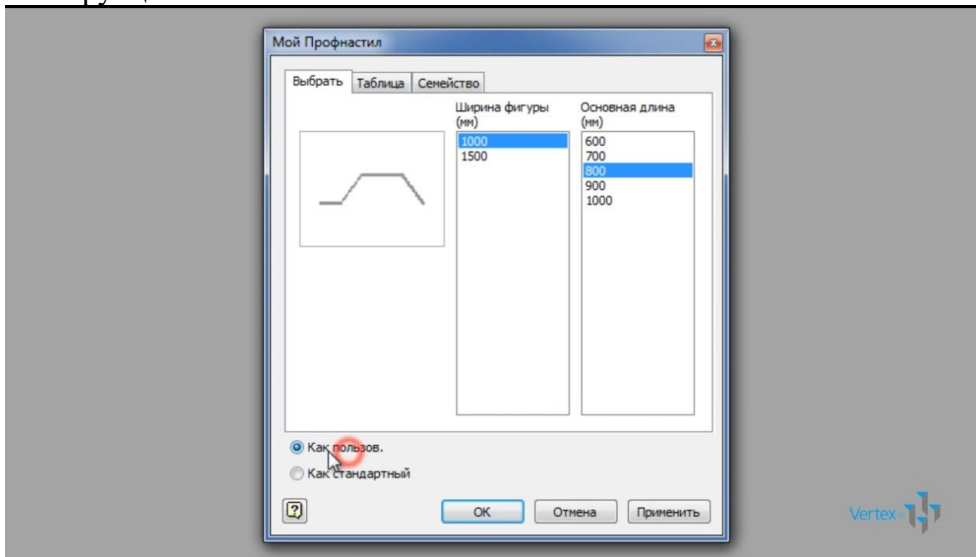 Мой Профнастил
Выбрать Таблица Семейство
Ширина фигуры (мм)
1000
1500
Основная длина (мм)
600
700
800
900
1000
Как пользов.
Как стандартный
ОК Отмена Применить
Vertex